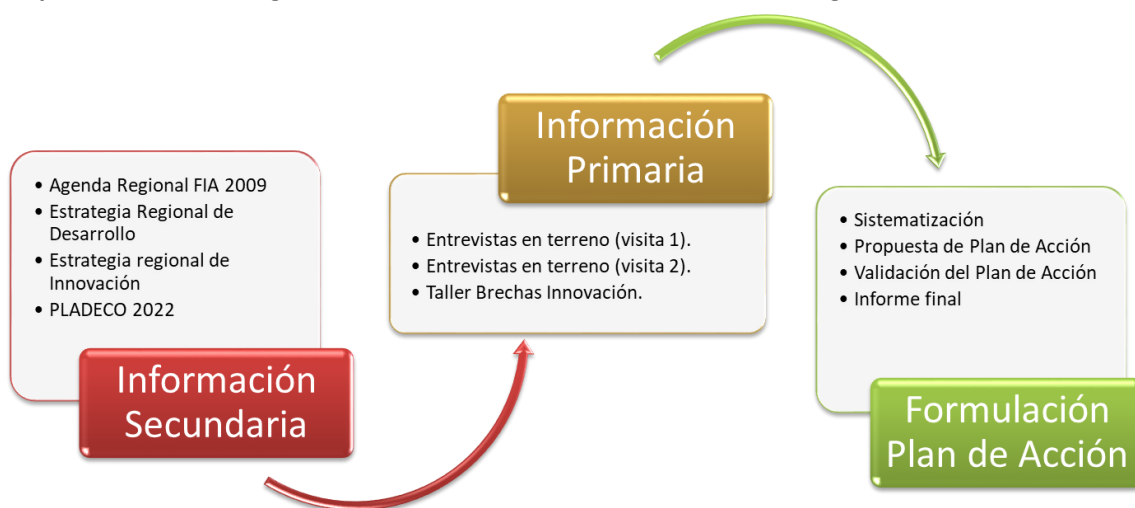 • Agenda Regional FIA 2009
• Estrategia Regional de
Desarrollo
• Estrategia regional de
Innovación
• PLADECO 2022
Información
Secundaria
Información
Primaria
• Entrevistas en terreno (visita 1).
• Entrevistas en terreno (visita 2).
• Taller Brechas Innovación.
• Sistematización
• Propuesta de Plan de Acción
• Validación del Plan de Acción
• Informe final
Formulación
Plan de Acción